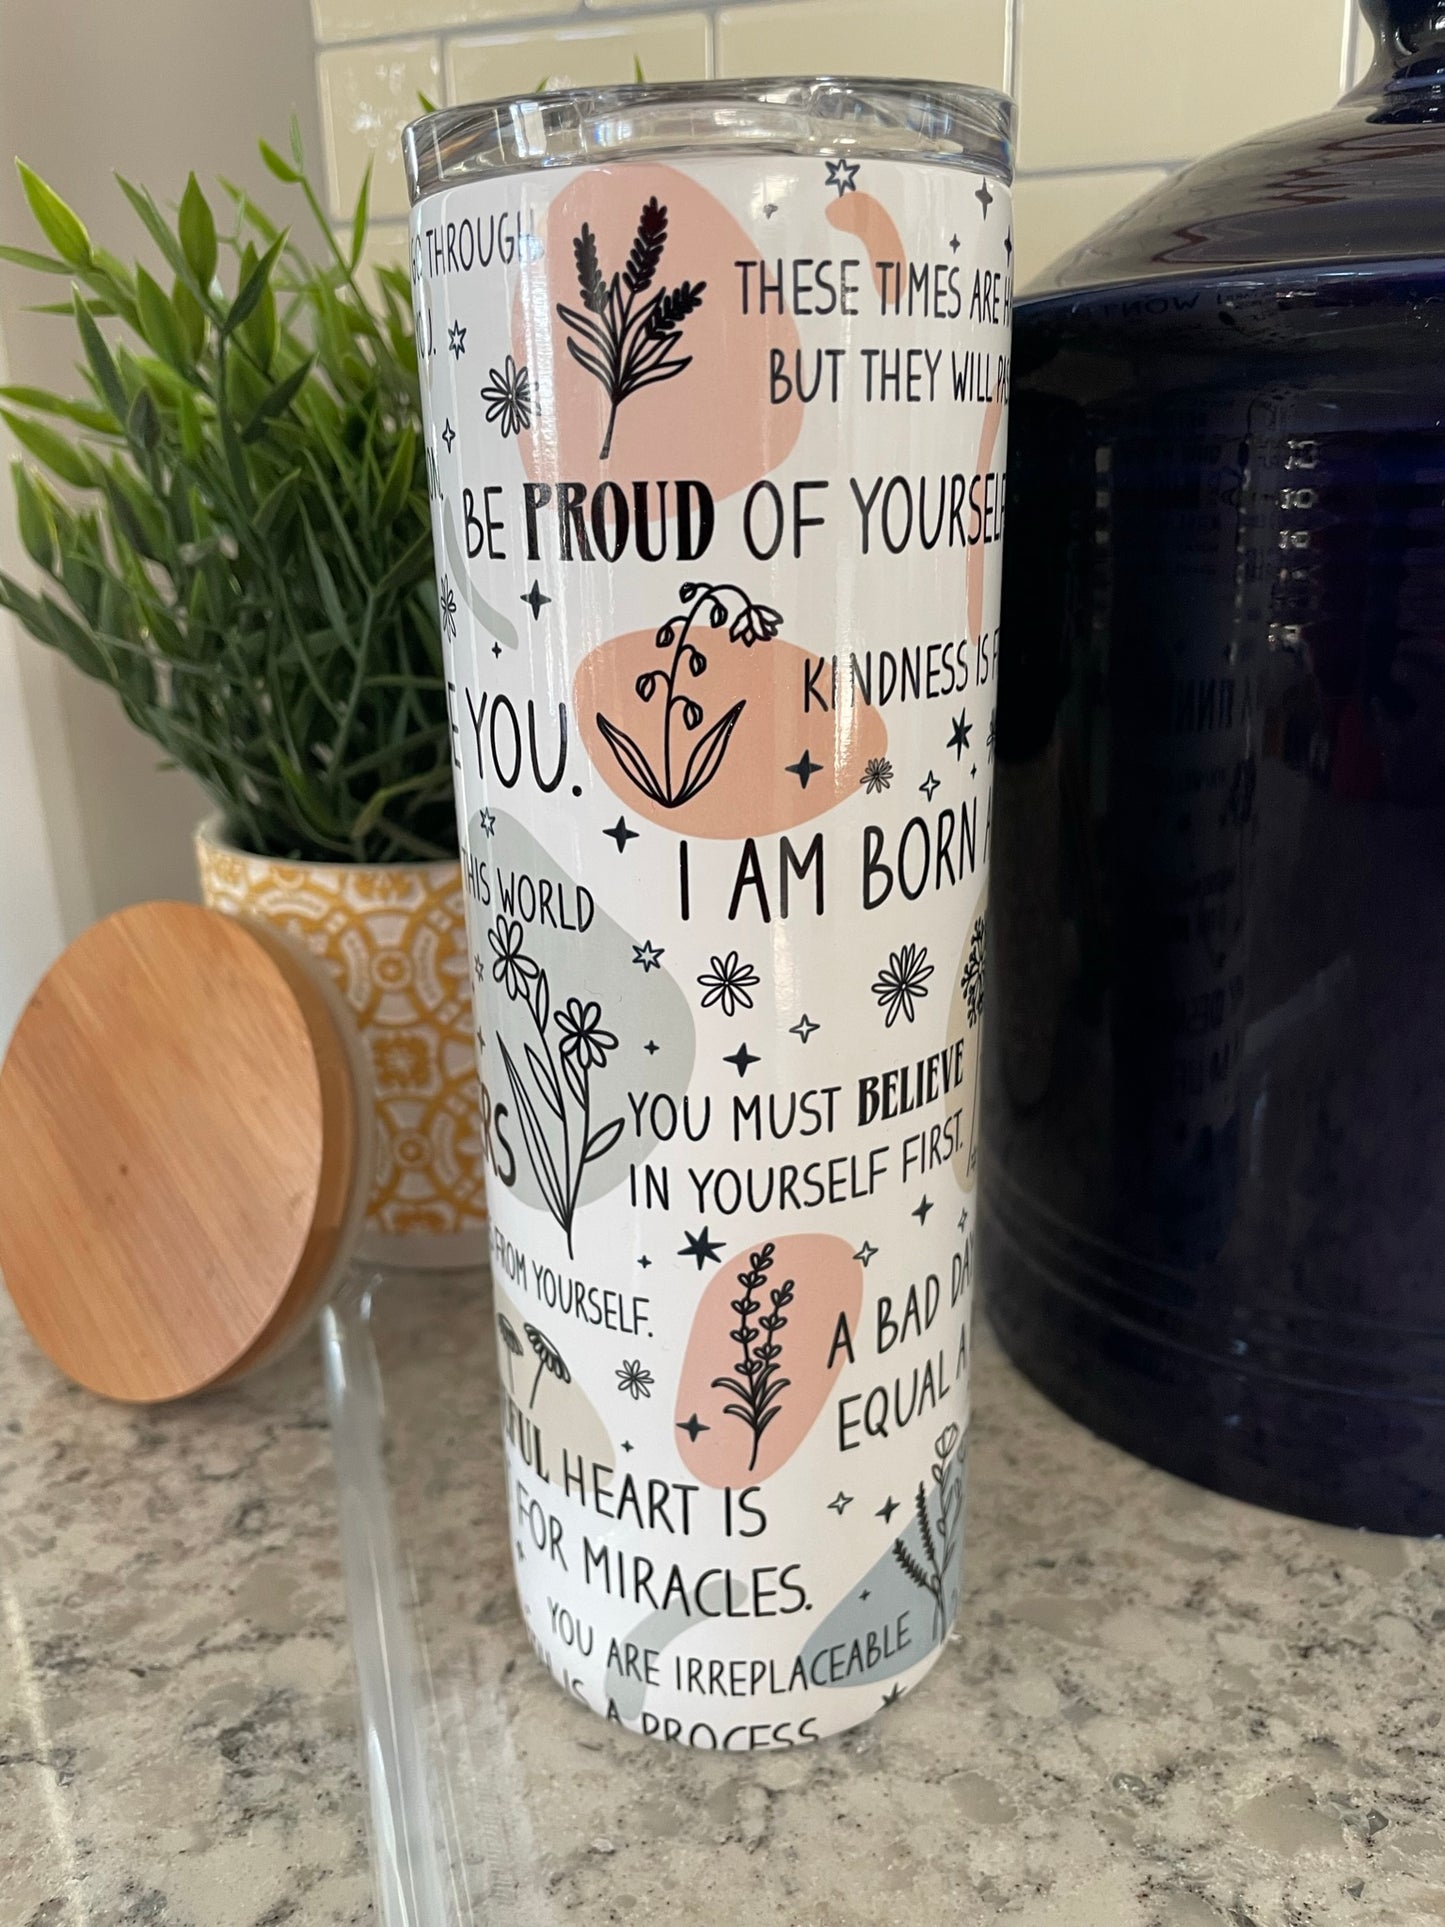 GO THROUGH
YOU.
THESE TIMES ARE
BUT THEY WILL
BE PROUD OF YOURSELF
YOU.
KINDNESS IS
I AM BORN
THIS WORLD
YOU MUST BELIEVE
IN YOURSELF FIRST.
FROM YOURSELF.
A BAD DAY
EQUAL A
HEART IS
FOR MIRACLES.
YOU ARE IRREPLACEABLE
IS A PROCESS